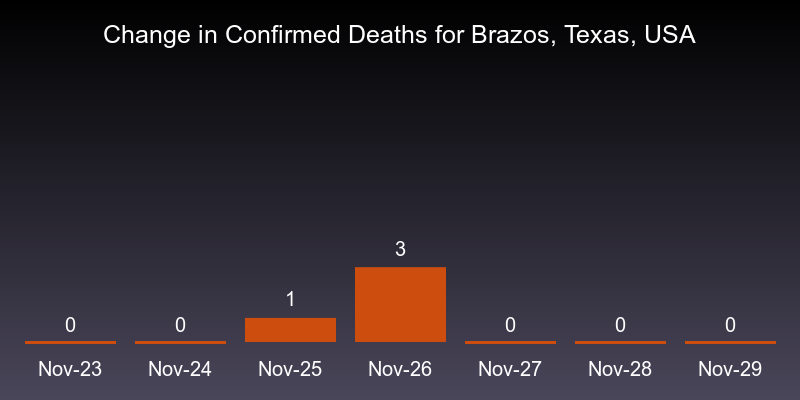 Change in Confirmed Deaths for Brazos, Texas, USA
3
1
0 0 0 0 0
Nov-23 Nov-24 Nov-25 Nov-26 Nov-27 Nov-28 Nov-29